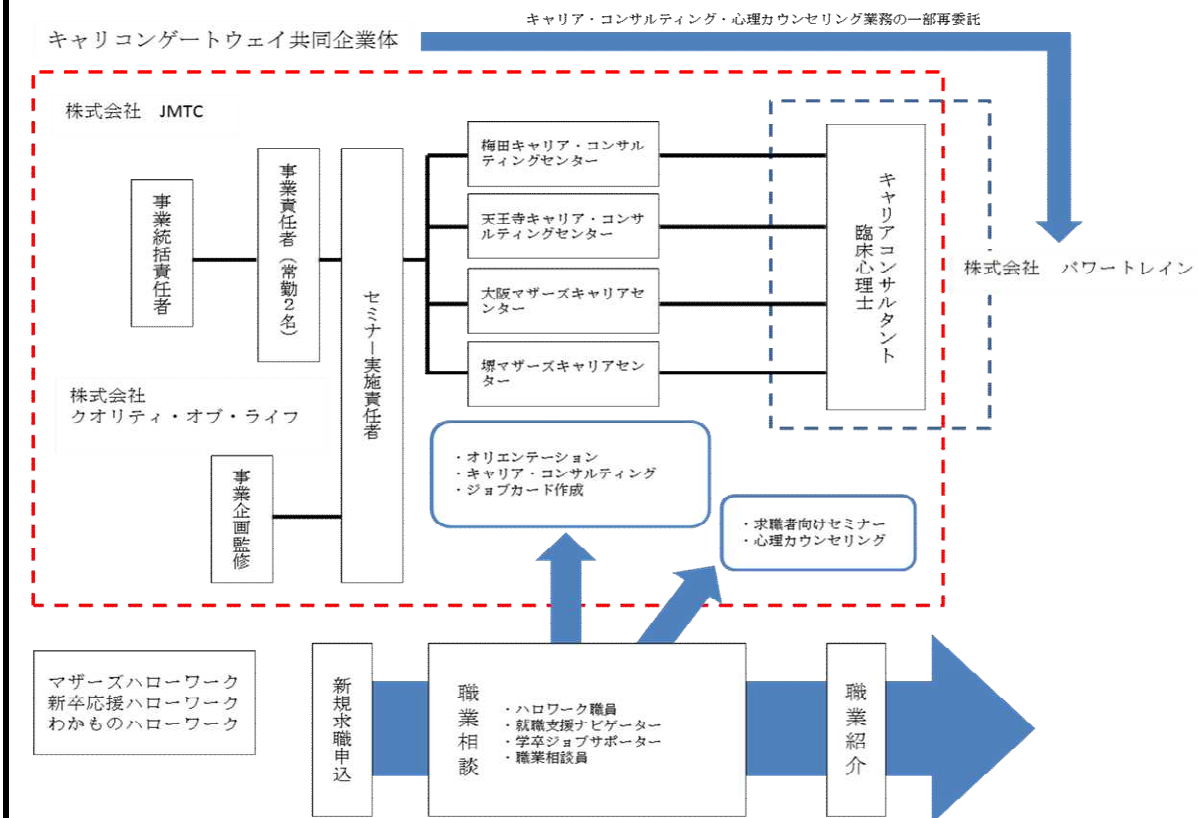 キャリア・コンサルティング・心理カウンセリング業務の一部再委託
キャリコンゲートウェイ共同企業体
株式会社　JMTC
事業統括責任者
事業責任者（常勤２名）
セミナー実施責任者
梅田キャリア・コンサル
ティングセンター
天王寺キャリア・コンサ
ルティングセンター
大阪マザーズキャリアセ
ンター
堺マザーズキャリアセン
ター
キャリアコンサルタント
臨床心理士
株式会社　パワートレイン
株式会社
クオリティ・オブ・ライフ
事業企画監修
・オリエンテーション
・キャリア・コンサルティング
・ジョブカード作成
・求職者向けセミナー
・心理カウンセリング
マザーズハローワーク
新卒応援ハローワーク
わかものハローワーク
新規求職申込
職業相談
・ハロワーク職員
・就職支援ナビゲーター
・学卒ジョブサポーター
・職業相談員
職業紹介